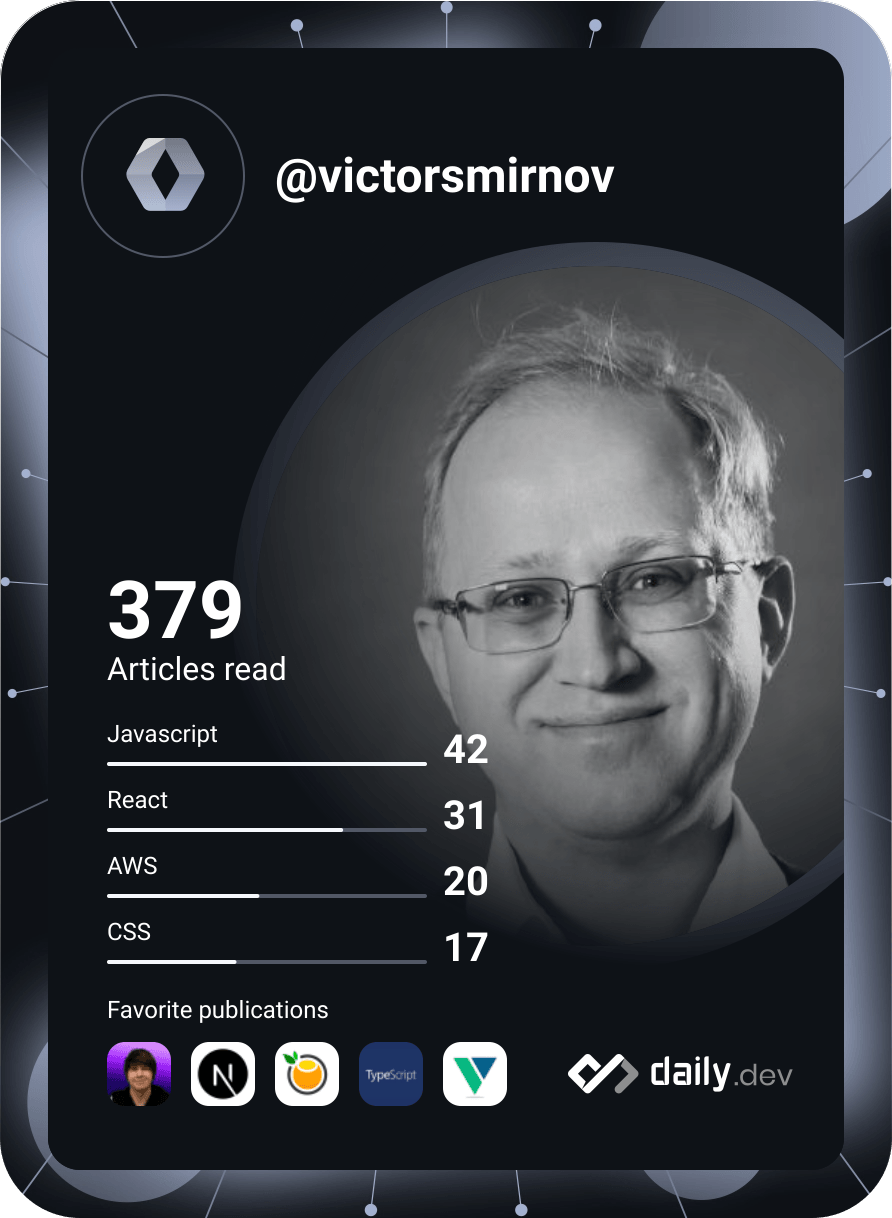 @victorsmirnov
379
Articles read
Javascript
42
React
31
AWS
20
CSS
17
Favorite publications
N
TypeScript
daily.dev